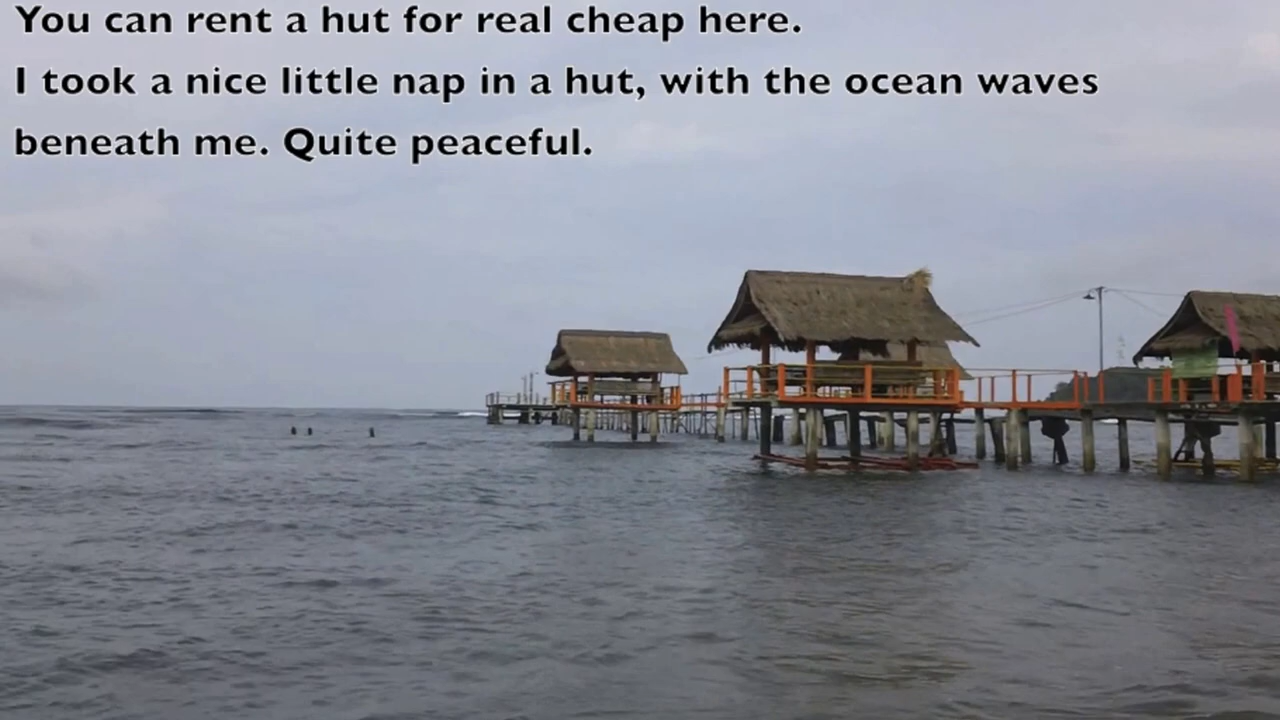 You can rent a hut for real cheap here.
I took a nice little nap in a hut, with the ocean waves
beneath me. Quite peaceful.